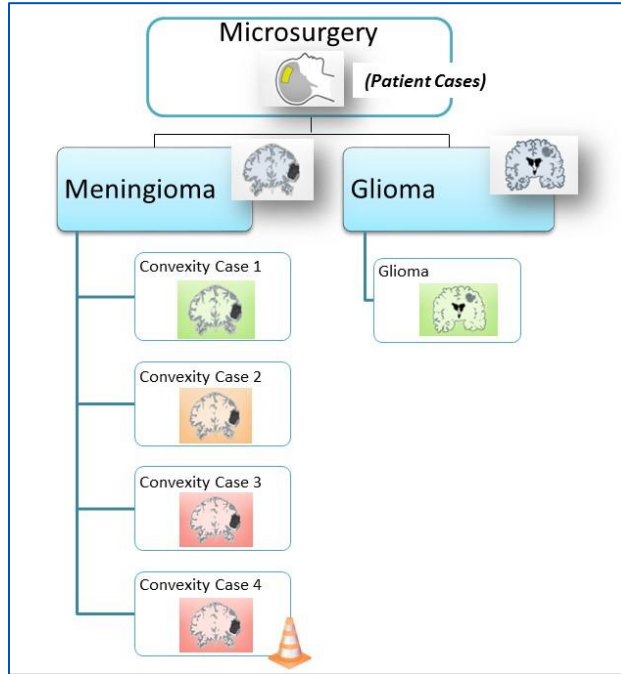 Microsurgery
(Patient Cases)
Meningioma
Glioma
Convexity Case 1
Glioma
Convexity Case 2
Convexity Case 3
Convexity Case 4